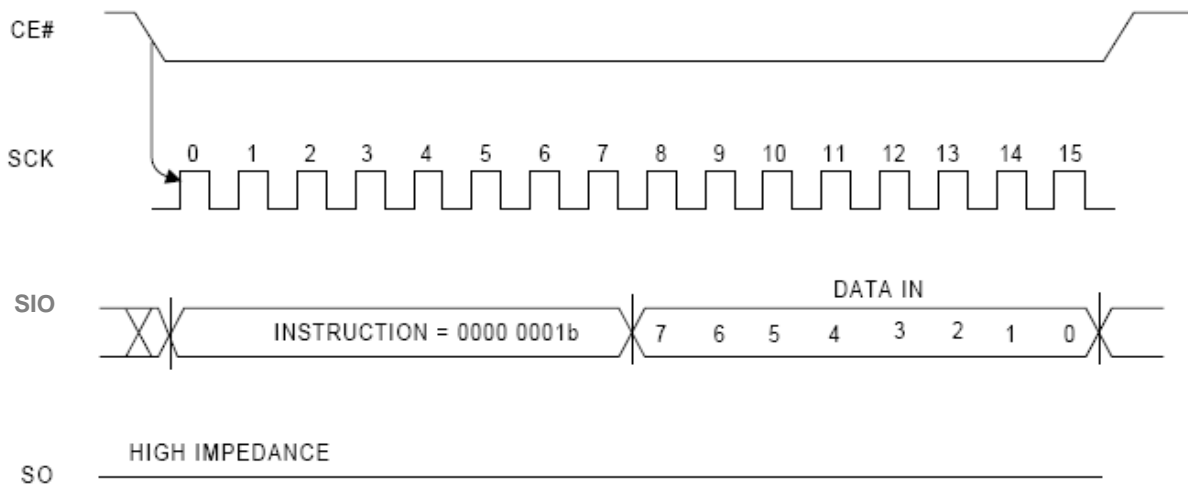 CE#
SCK 0 1 2 3 4 5 6 7 8 9 10 11 12 13 14 15
DATA IN
SIO INSTRUCTION = 0000 0001b 7 6 5 4 3 2 1 0
HIGH IMPEDANCE
SO